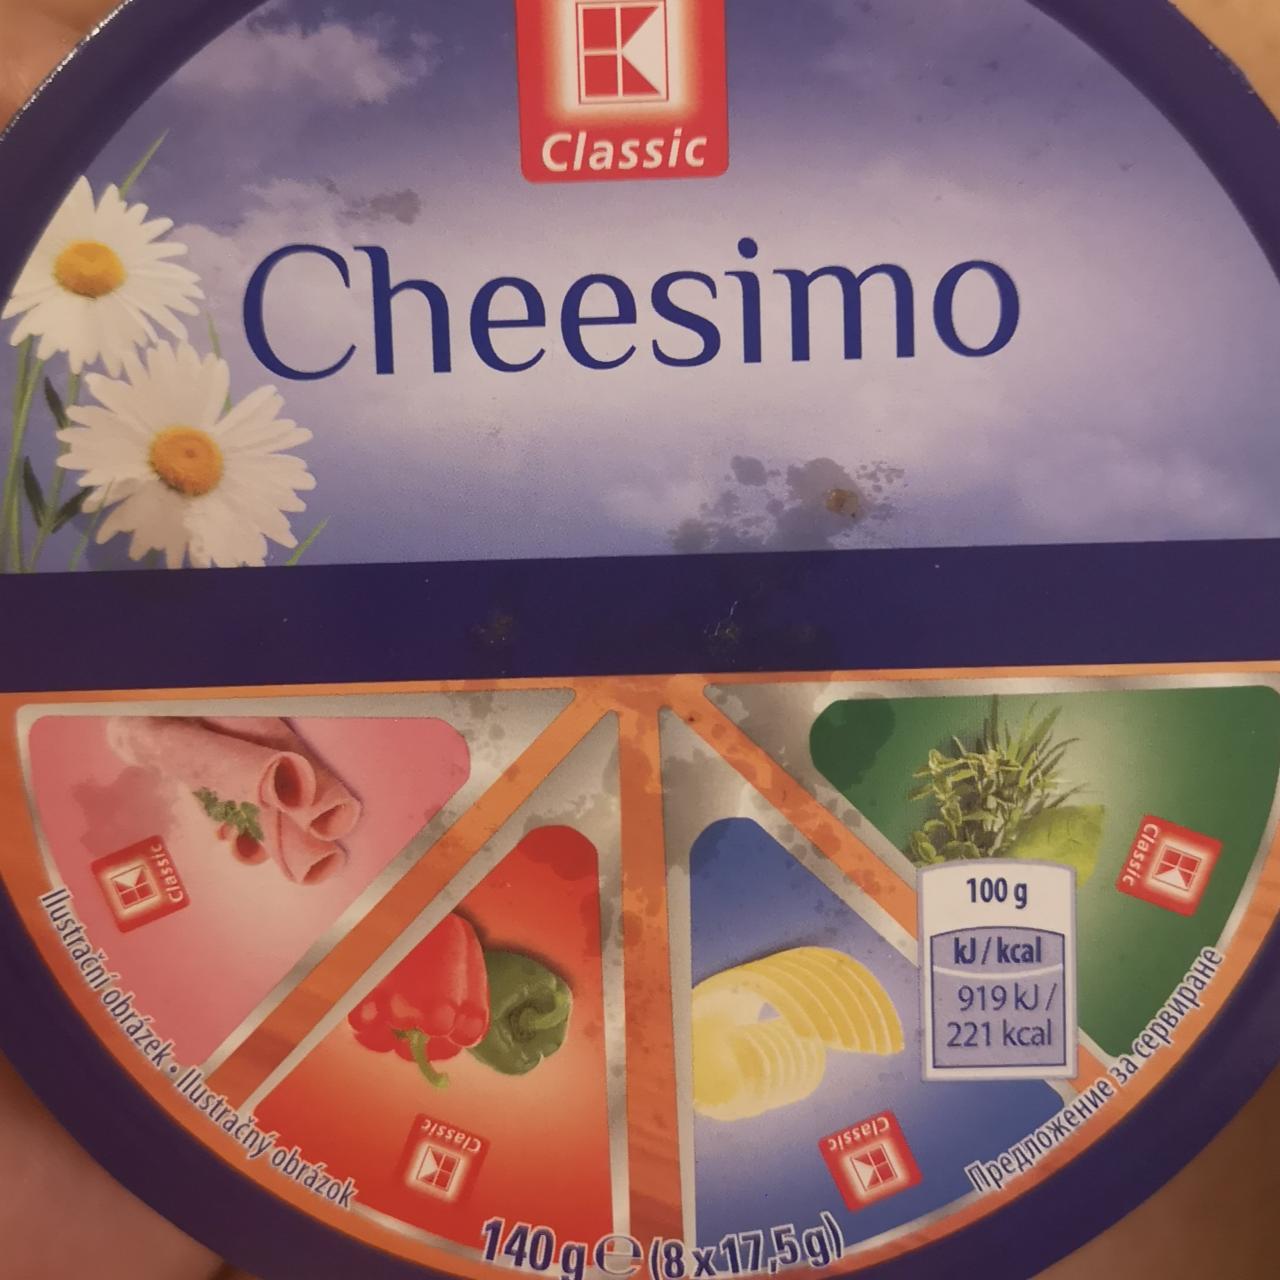 Classic
Cheesimo
Classic
Classic
Classic
Classic
100 g
kJ / kcal
919 kJ /
221 kcal
Ilustrační obrázek • Ilustračný obrázok
Предложение за сервиране
140 g e (8 x 17,5 g)